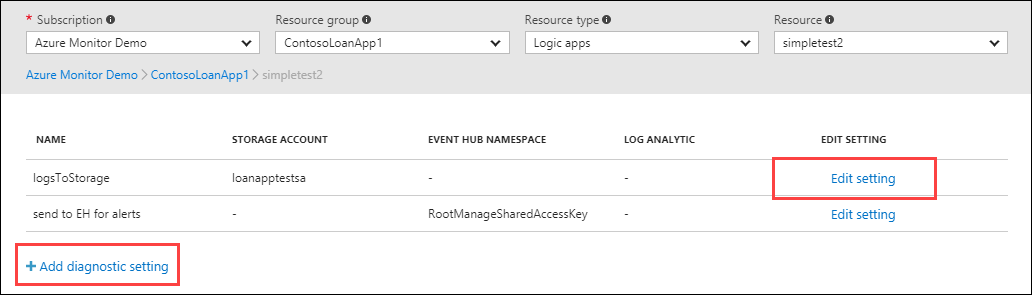 * Subscription Resource group Resource type Resource
Azure Monitor Demo ContosoLoanApp1 Logic apps simpletest2
Azure Monitor Demo > ContosoLoanApp1 > simpletest2
NAME STORAGE ACCOUNT EVENT HUB NAMESPACE LOG ANALYTIC EDIT SETTING
logsToStorage loanapptestsa - - Edit setting
send to EH for alerts - RootManageSharedAccessKey - Edit setting
+ Add diagnostic setting